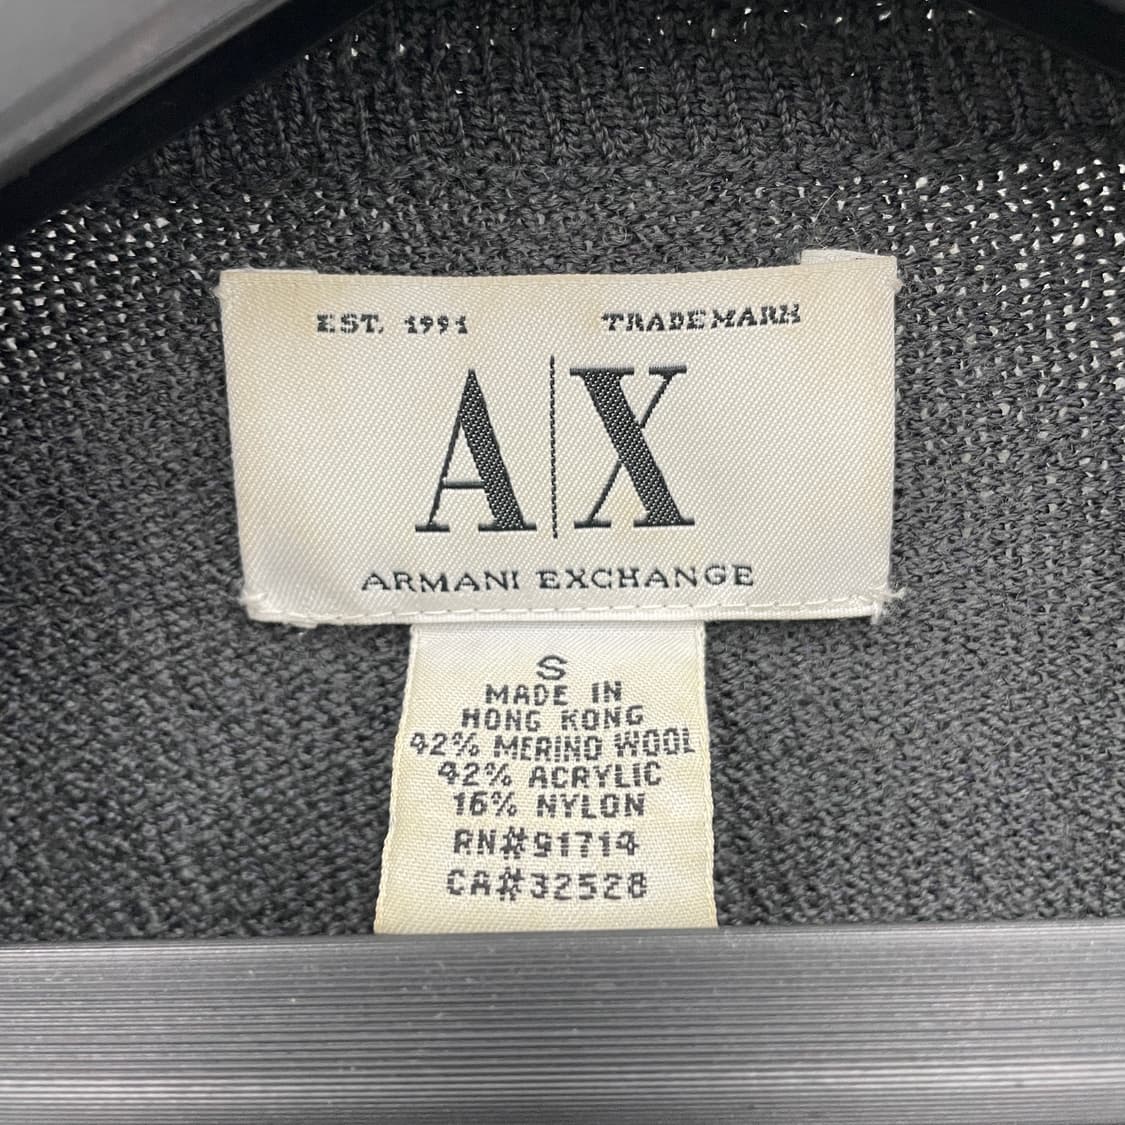 EST. 1991 TRADEMARK
A|X
ARMANI EXCHANGE
S
MADE IN
HONG KONG
42% MERINO WOOL
42% ACRYLIC
16% NYLON
RN#91714
CA#32528